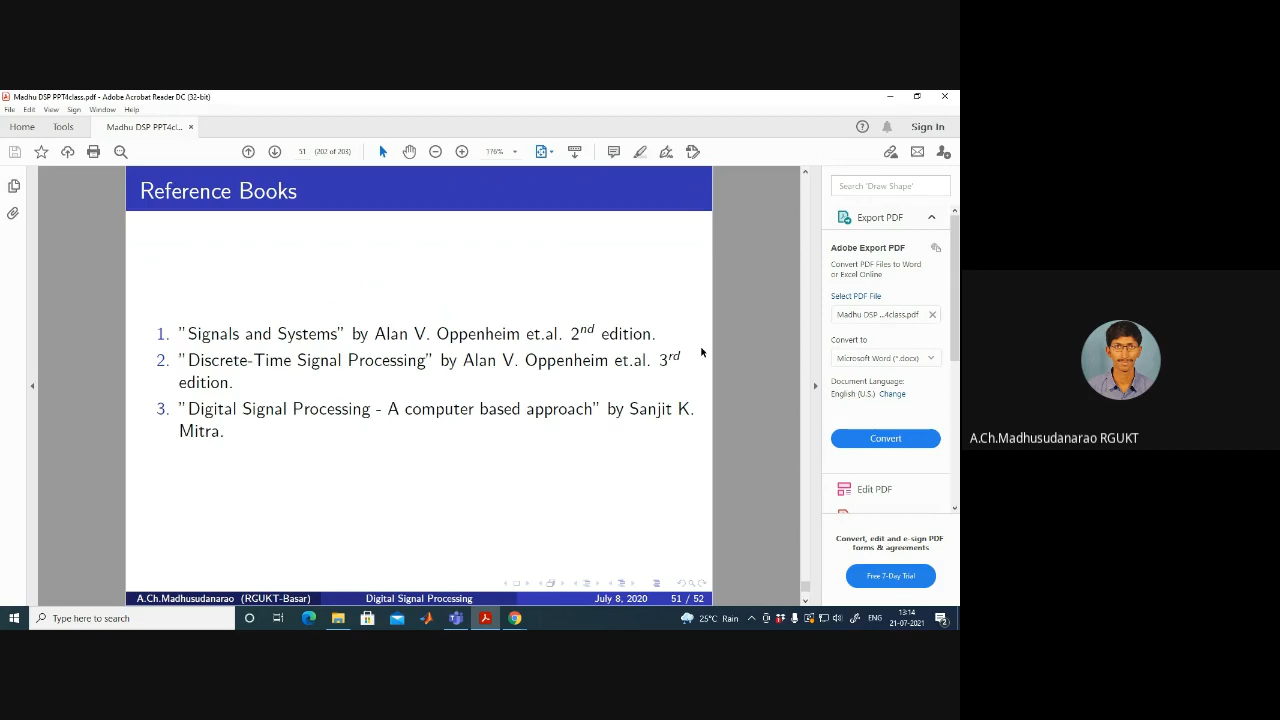 Madhu DSP PPT4class.pdf - Adobe Acrobat Reader DC (32-bit)
File Edit View Sign Window Help
Home Tools Madhu DSP PPT4cl... × Sign In
51 (202 of 203) 176%
Reference Books
1. "Signals and Systems" by Alan V. Oppenheim et.al. 2nd edition.
2. "Discrete-Time Signal Processing" by Alan V. Oppenheim et.al. 3rd
edition.
3. "Digital Signal Processing - A computer based approach" by Sanjit K.
Mitra.
A.Ch.Madhusudanarao (RGUKT-Basar) Digital Signal Processing July 8, 2020 51 / 52
Search 'Draw Shape'
Export PDF
Adobe Export PDF
Convert PDF Files to Word
or Excel Online
Select PDF File
Madhu DSP ...4class.pdf
Convert to
Microsoft Word (*.docx)
Document Language:
English (U.S.) Change
Convert
Edit PDF
Convert, edit and e-sign PDF
forms & agreements
Free 7-Day Trial
Type here to search
25°C Rain ENG 13:14
21-07-2021
2
A.Ch.Madhusudanarao RGUKT